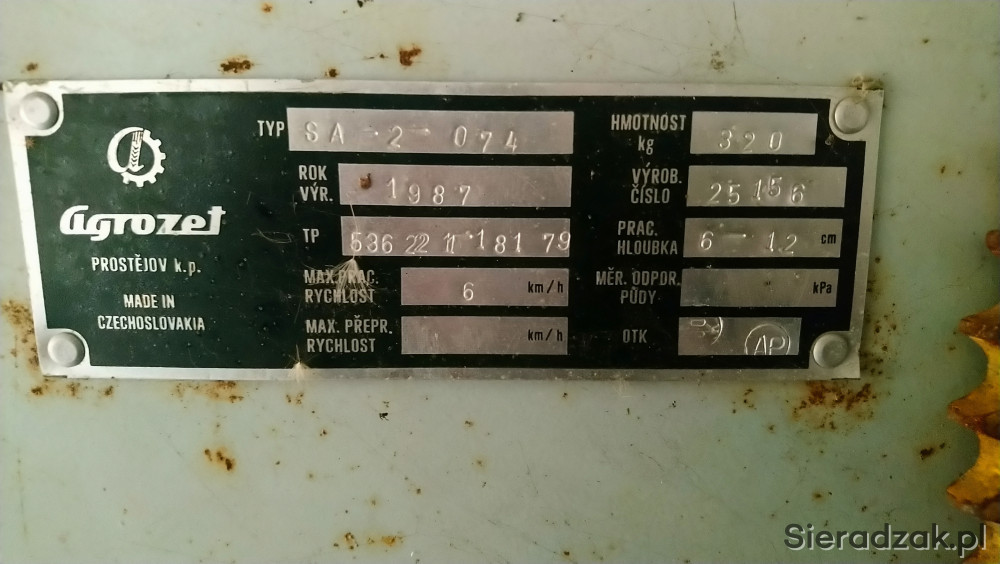 agrozet
PROSTĚJOV k.p.
MADE IN
CZECHOSLOVAKIA
TYP SA-2-074
ROK
VÝR. 1987
TP 536 22 11 181 79
MAX.PRAC.
RYCHLOST 6 km/h
MAX. PŘEPR.
RYCHLOST km/h
HMOTNOST
kg 320
VÝROB.
ČÍSLO 25156
PRAC.
HLOUBKA 6 - 12 cm
MĚR. ODPOR.
PŮDY kPa
OTK AP
Sieradzak.pl